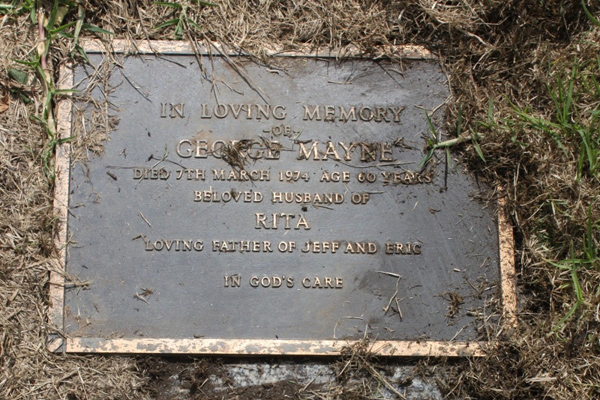 IN LOVING MEMORY
OF
GEORGE MAYNE
DIED 7TH MARCH 1974 AGE 60 YEARS
BELOVED HUSBAND OF
RITA
LOVING FATHER OF JEFF AND ERIC
IN GOD'S CARE